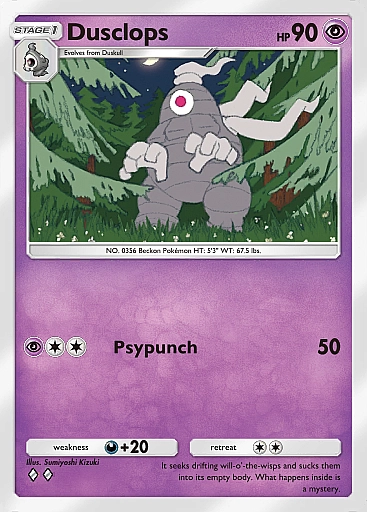 STAGE 1
Dusclops
HP 90
Evolves from Duskull
NO. 0356 Beckon Pokémon HT: 5'3" WT: 67.5 lbs.
Psypunch 50
weakness +20
retreat
Illus. Sumiyoshi Kizuki
It seeks drifting will-o'-the-wisps and sucks them
into its empty body. What happens inside is
a mystery.